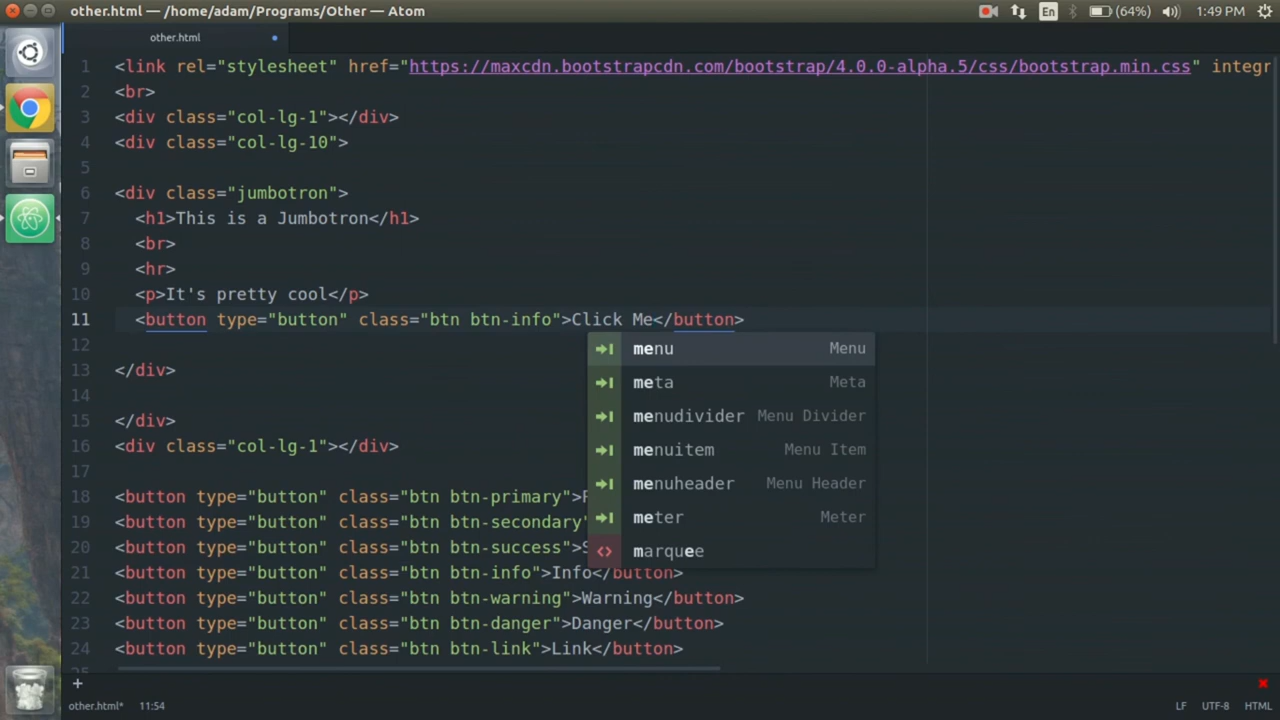 other.html — /home/adam/Programs/Other — Atom
En
(64%)
1:49 PM
other.html
1 <link rel="stylesheet" href="https://maxcdn.bootstrapcdn.com/bootstrap/4.0.0-alpha.5/css/bootstrap.min.css" integr
2 <br>
3 <div class="col-lg-1"></div>
4 <div class="col-lg-10">
5
6 <div class="jumbotron">
7 <h1>This is a Jumbotron</h1>
8 <br>
9 <hr>
10 <p>It's pretty cool</p>
11 <button type="button" class="btn btn-info">Click Me</button>
12
menu Menu
13 </div>
meta Meta
14
menudivider Menu Divider
15 </div>
16 <div class="col-lg-1"></div>
menuitem Menu Item
17
menuheader Menu Header
18 <button type="button" class="btn btn-primary">
meter Meter
19 <button type="button" class="btn btn-secondary"
20 <button type="button" class="btn btn-success">
marquee
21 <button type="button" class="btn btn-info">Info</button>
22 <button type="button" class="btn btn-warning">Warning</button>
23 <button type="button" class="btn btn-danger">Danger</button>
24 <button type="button" class="btn btn-link">Link</button>
+
other.html* 11:54
LF UTF-8 HTML